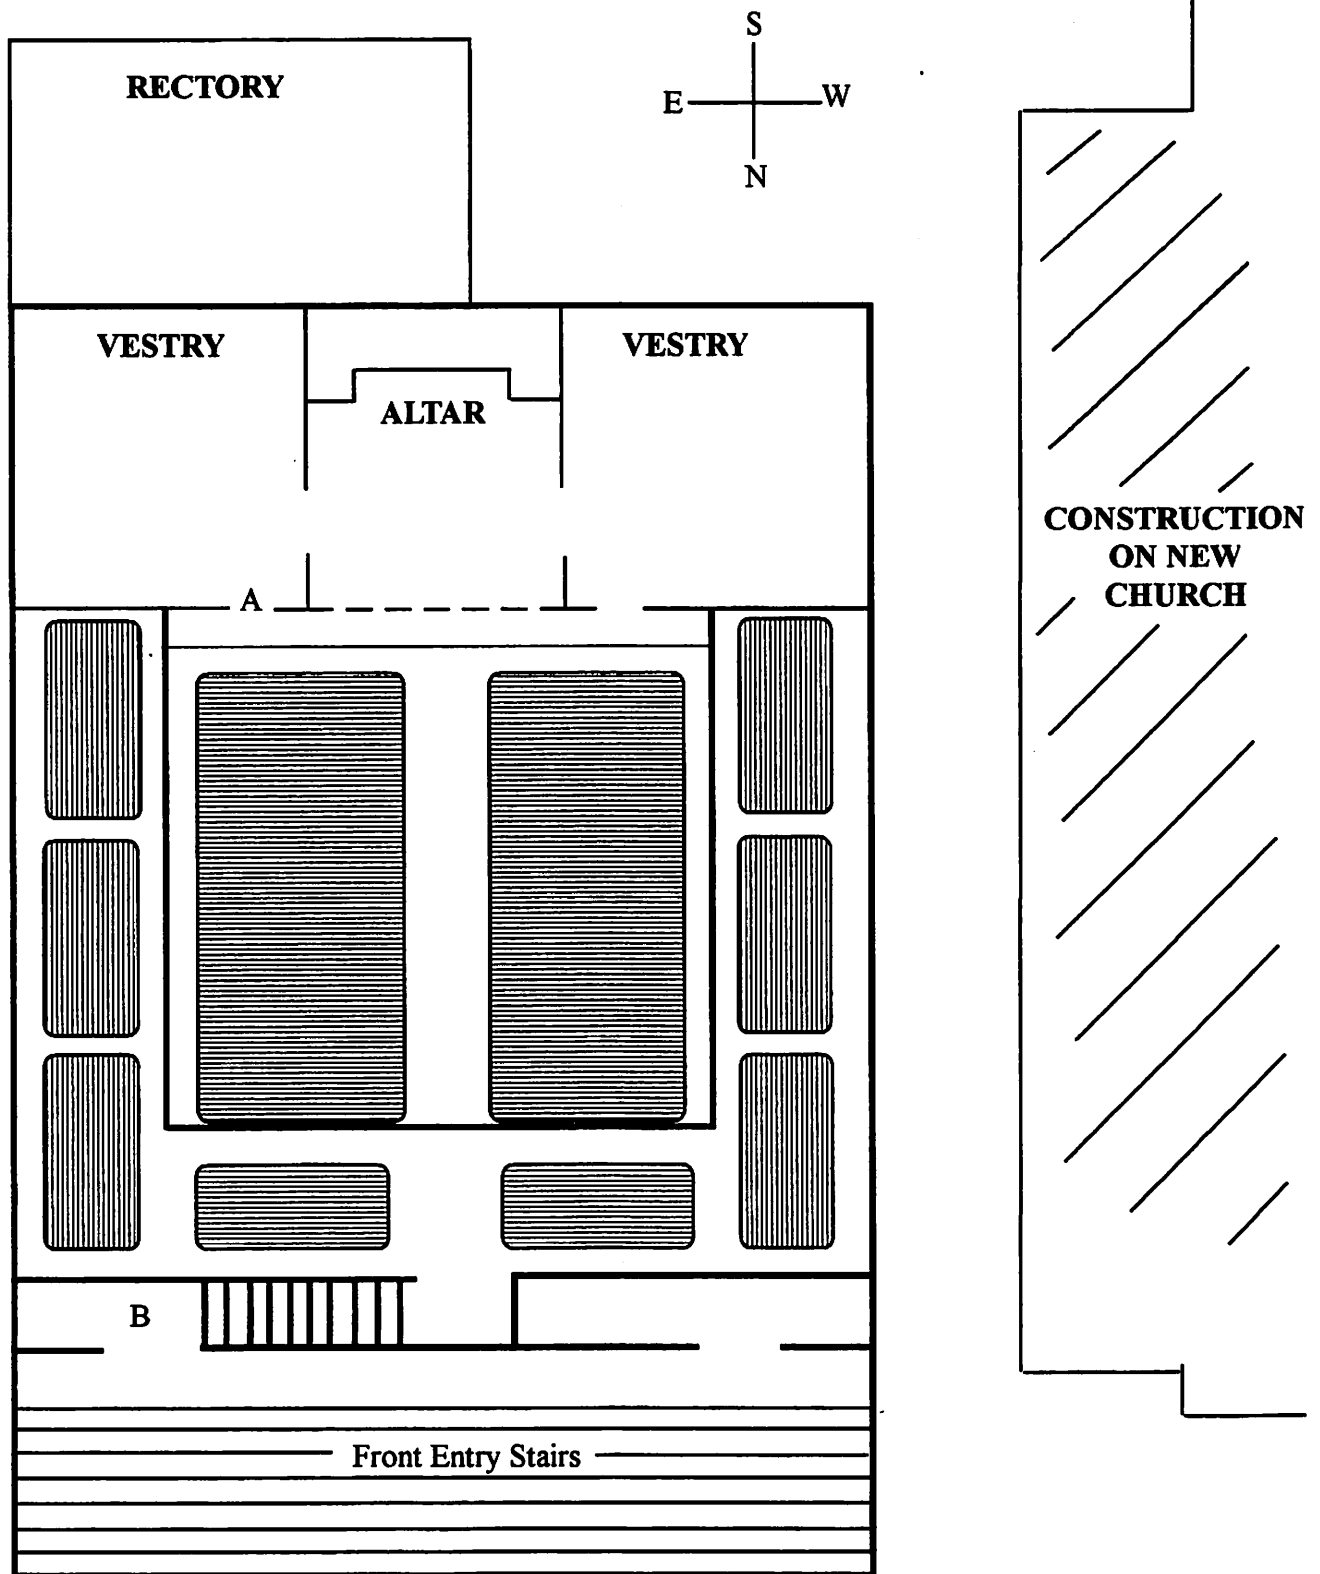 S
RECTORY
E
W
N
VESTRY
VESTRY
ALTAR
CONSTRUCTION
ON NEW
CHURCH
A
B
Front Entry Stairs